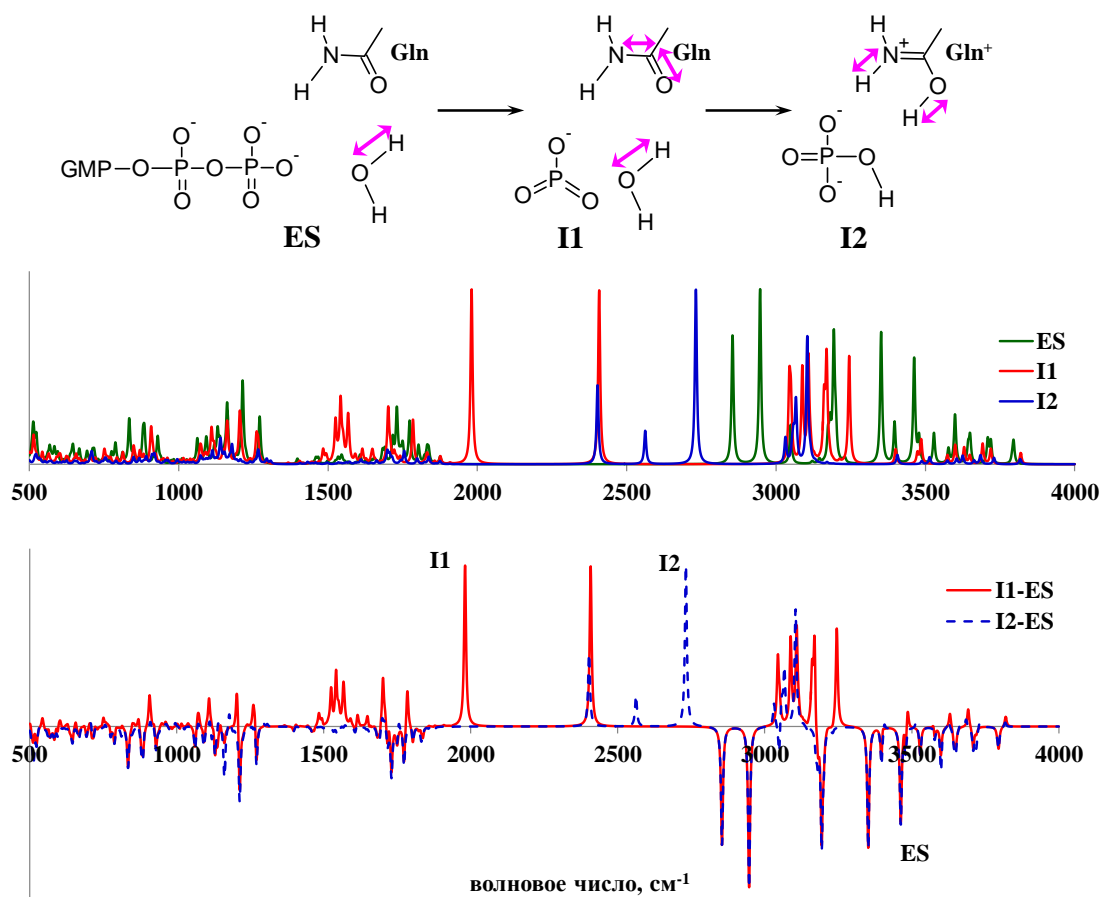 H
N
H
O
Gln
O⁻
O⁻
GMP
O
P
O
P
O⁻
O
O
O
H
H
ES
H
N
H
O
Gln
O⁻
P
O
O
O
H
H
I1
H
N⁺
H
O
Gln⁺
H
O⁻
O
P
O
O⁻
H
I2
ES
I1
I2
500 1000 1500 2000 2500 3000 3500 4000
I1
I2
I1-ES
I2-ES
500 1000 1500 2000 2500 3000 3500 4000
ES
волновое число, см⁻¹